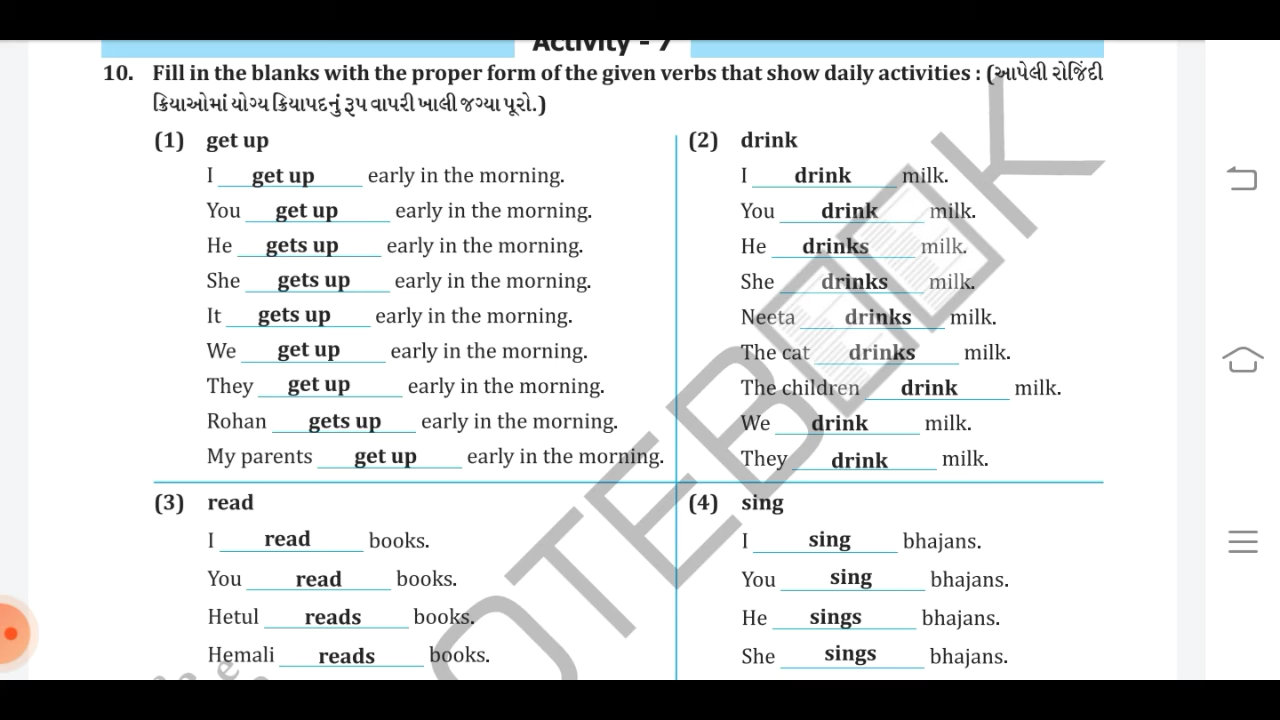 Activity - 7
10. Fill in the blanks with the proper form of the given verbs that show daily activities : (આપેલી રોજિંદી
ક્રિયાઓમાં યોગ્ય ક્રિયાપદનું રૂપ વાપરી ખાલી જગ્યા પૂરો.)
(1) get up
I get up early in the morning.
You get up early in the morning.
He gets up early in the morning.
She gets up early in the morning.
It gets up early in the morning.
We get up early in the morning.
They get up early in the morning.
Rohan gets up early in the morning.
My parents get up early in the morning.
(2) drink
I drink milk.
You drink milk.
He drinks milk.
She drinks milk.
Neeta drinks milk.
The cat drinks milk.
The children drink milk.
We drink milk.
They drink milk.
(3) read
I read books.
You read books.
Hetul reads books.
Hemali reads books.
(4) sing
I sing bhajans.
You sing bhajans.
He sings bhajans.
She sings bhajans.